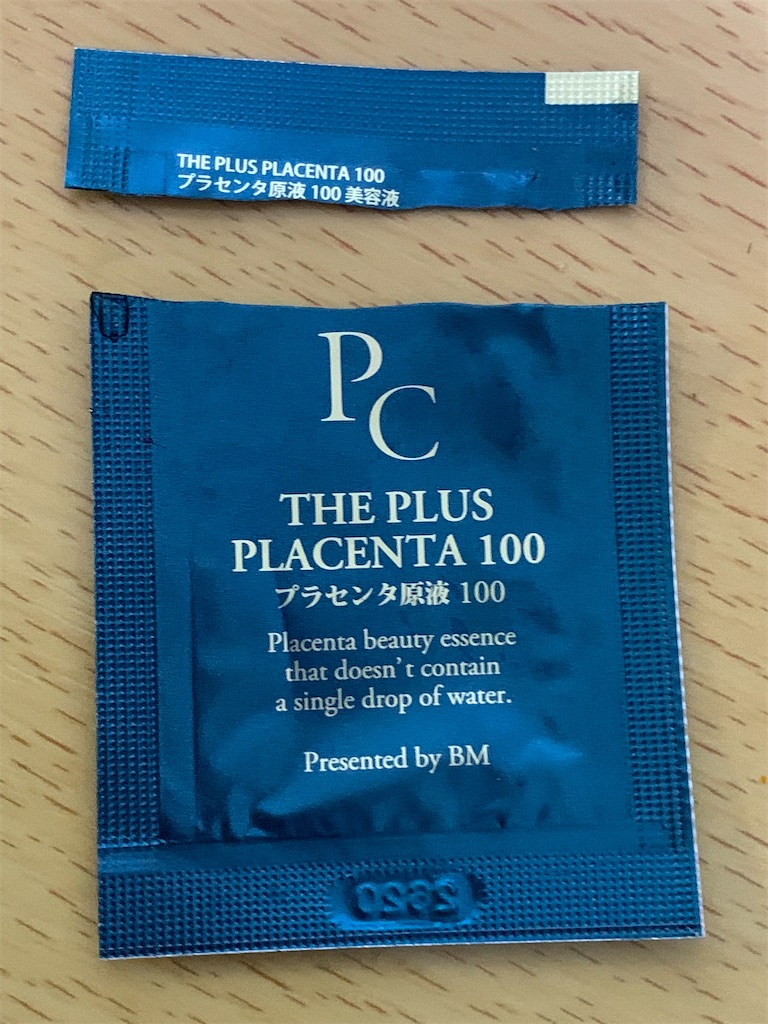 THE PLUS PLACENTA 100
プラセンタ原液 100 美容液
PC
THE PLUS
PLACENTA 100
プラセンタ原液 100
Placenta beauty essence
that doesn't contain
a single drop of water.
Presented by BM